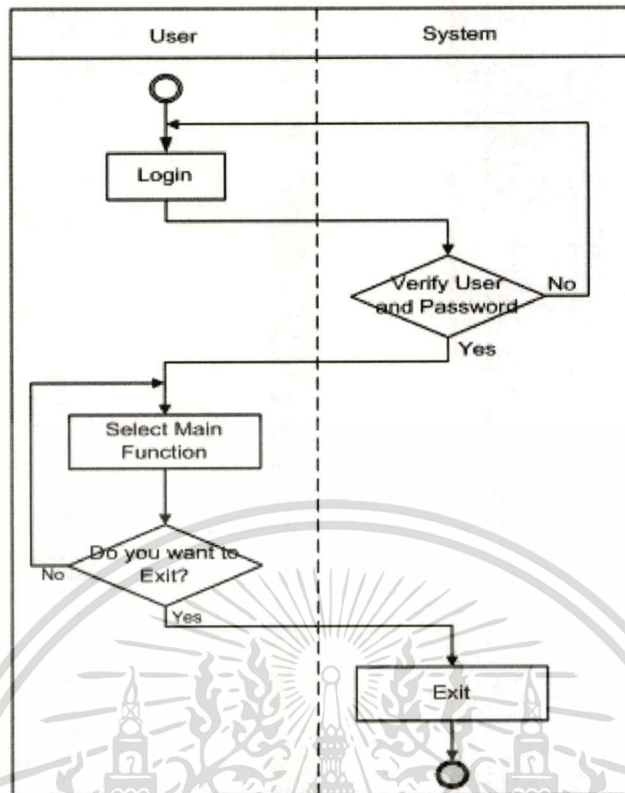 User
System
Login
Verify User
and Password
No
Yes
Select Main
Function
Do you want to
Exit?
No
Yes
Exit